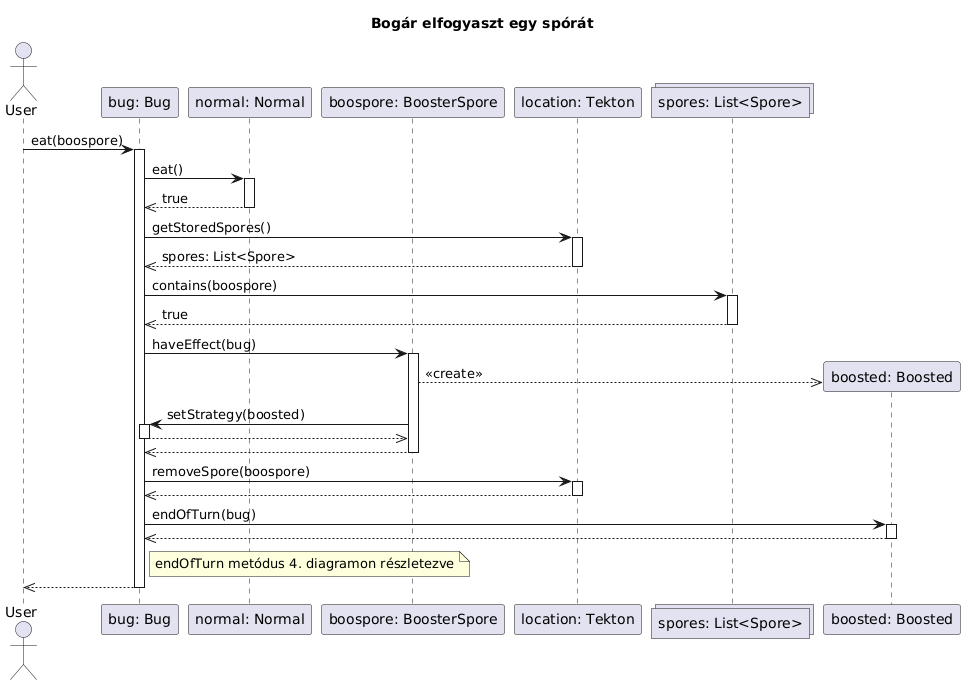 Bogár elfogyaszt egy spórát
User
bug: Bug
normal: Normal
boospore: BoosterSpore
location: Tekton
spores: List<Spore>
eat(boospore)
eat()
true
getStoredSpores()
spores: List<Spore>
contains(boospore)
true
haveEffect(bug)
«create»
boosted: Boosted
setStrategy(boosted)
removeSpore(boospore)
endOfTurn(bug)
endOfTurn metódus 4. diagramon részletezve
User
bug: Bug
normal: Normal
boospore: BoosterSpore
location: Tekton
spores: List<Spore>
boosted: Boosted